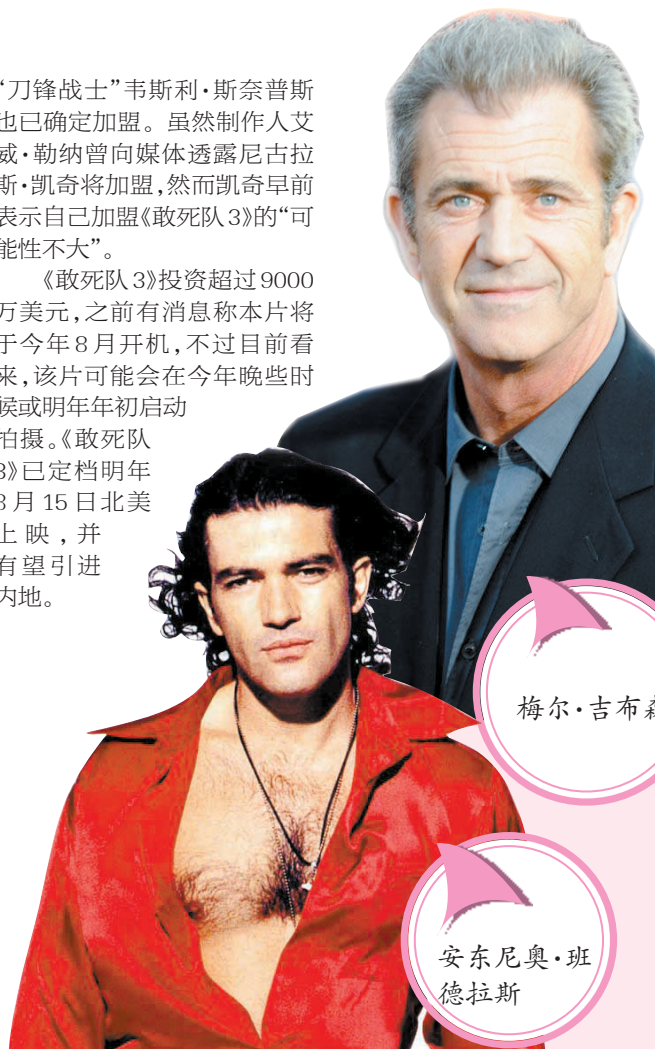 “刀锋战士”韦斯利·斯奈普斯
也已确定加盟。虽然制作人艾
威·勒纳曾向媒体透露尼古拉
斯·凯奇将加盟,然而凯奇早前
表示自己加盟《敢死队3》的“可
能性不大”。
《敢死队3》投资超过9000
万美元,之前有消息称本片将
于今年8月开机,不过目前看
来,该片可能会在今年晚些时
候或明年年初启动
拍摄。《敢死队
3》已定档明年
8月15日北美
上映,并
有望引进
内地。
梅尔·吉布森
安东尼奥·班
德拉斯